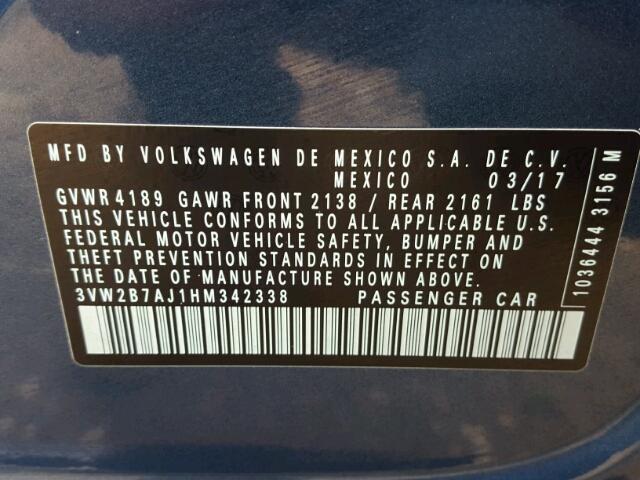 MFD BY VOLKSWAGEN DE MEXICO S.A. DE C.V.
MEXICO 03/17
GVWR 4189 GAWR FRONT 2138 / REAR 2161 LBS
THIS VEHICLE CONFORMS TO ALL APPLICABLE U.S.
FEDERAL MOTOR VEHICLE SAFETY, BUMPER AND
THEFT PREVENTION STANDARDS IN EFFECT ON
THE DATE OF MANUFACTURE SHOWN ABOVE.
3VW2B7AJ1HM342338 PASSENGER CAR
1036444 3156 M